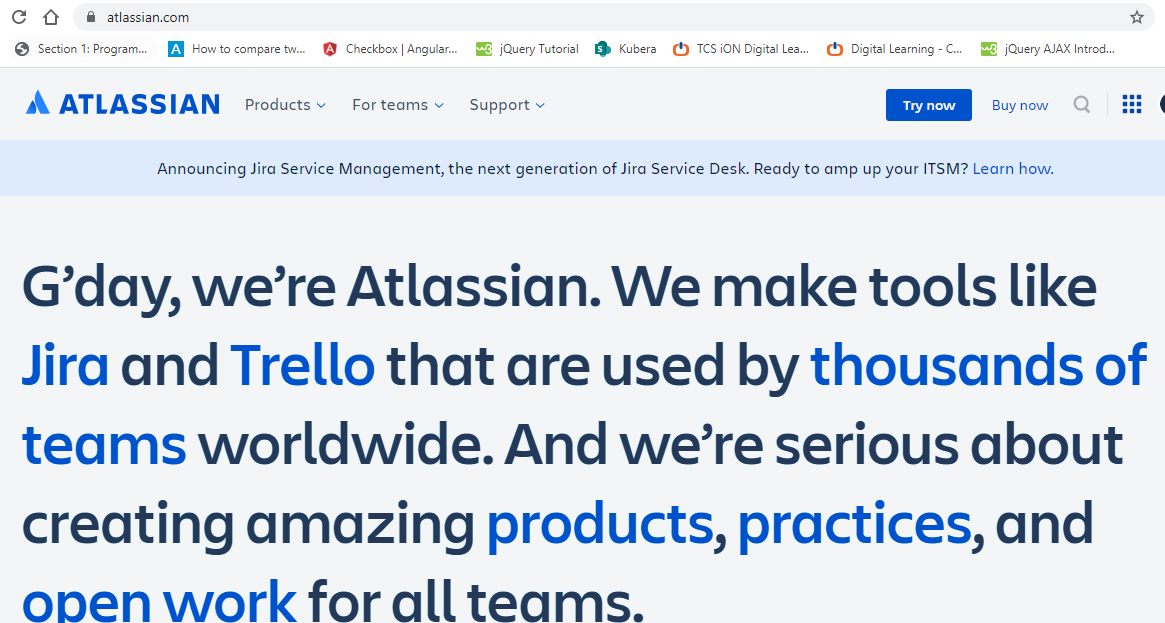 atlassian.com
Section 1: Program... How to compare tw... Checkbox | Angular... jQuery Tutorial Kubera TCS iON Digital Lea... Digital Learning - C... jQuery AJAX Introd...
ATLASSIAN Products For teams Support Try now Buy now
Announcing Jira Service Management, the next generation of Jira Service Desk. Ready to amp up your ITSM? Learn how.
G’day, we’re Atlassian. We make tools like
Jira and Trello that are used by thousands of
teams worldwide. And we’re serious about
creating amazing products, practices, and
open work for all teams.